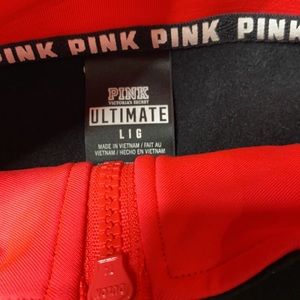 PINK PINK PINK PINK
PINK
VICTORIA'S SECRET
ULTIMATE
L I G
MADE IN VIETNAM / FAIT AU
VIETNAM / HECHO EN VIETNAM